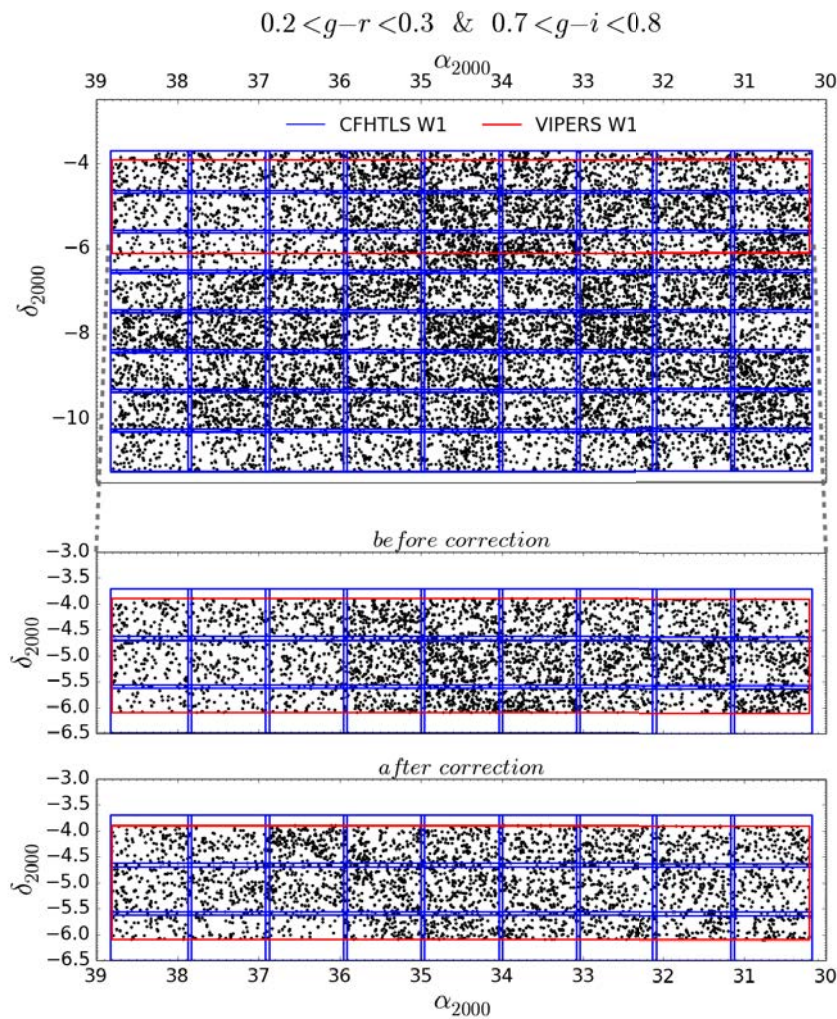 0.2 <g−r<0.3 & 0.7<g−i<0.8
α2000
39 38 37 36 35 34 33 32 31 30
CFHTLS W1 VIPERS W1
−4
−6
−8
−10
δ2000
before correction
−3.0
−3.5
−4.0
−4.5
−5.0
−5.5
−6.0
−6.5
δ2000
after correction
−3.0
−3.5
−4.0
−4.5
−5.0
−5.5
−6.0
−6.5
δ2000
39 38 37 36 35 34 33 32 31 30
α2000